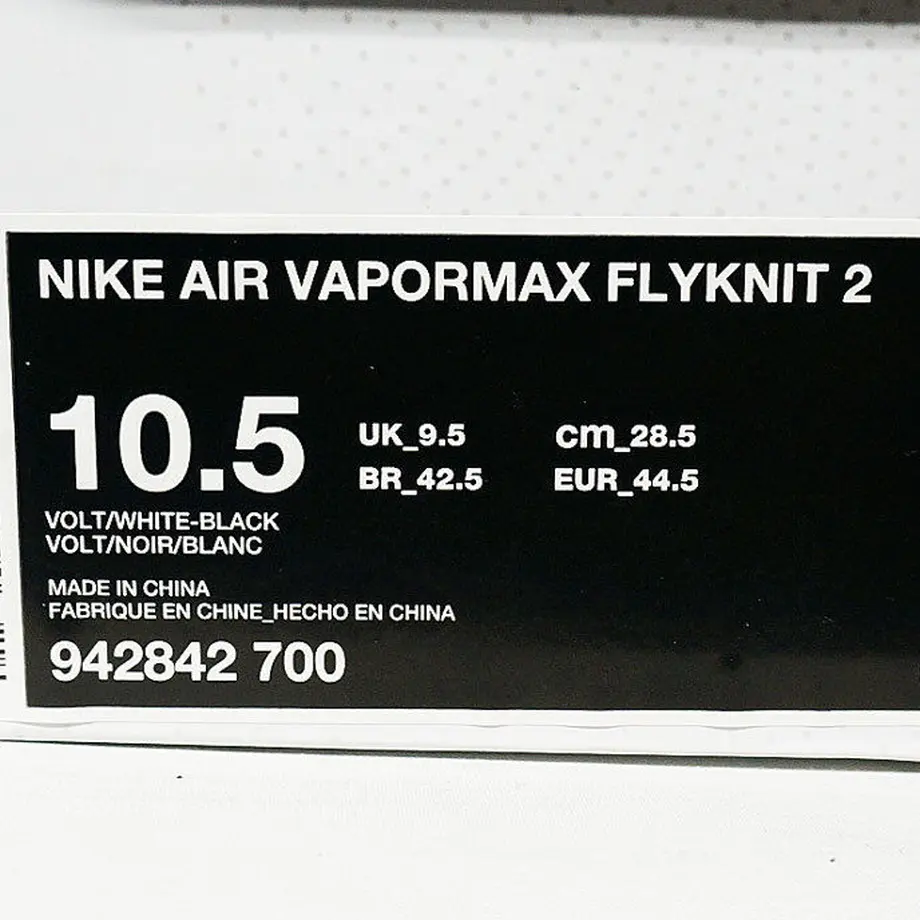 NIKE AIR VAPORMAX FLYKNIT 2
10.5
UK_9.5 cm_28.5
BR_42.5 EUR_44.5
VOLT/WHITE-BLACK
VOLT/NOIR/BLANC
MADE IN CHINA
FABRIQUE EN CHINE_HECHO EN CHINA
942842 700